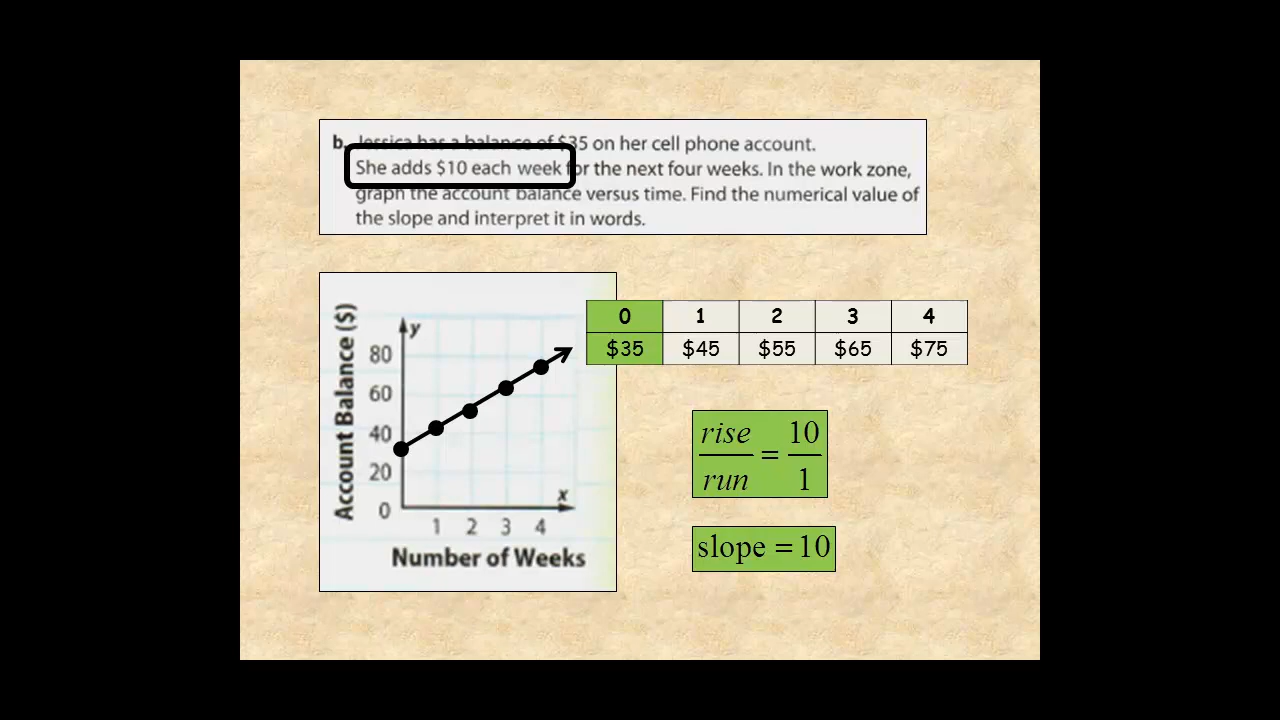 b. Jessica has a balance of $35 on her cell phone account.
She adds $10 each week for the next four weeks. In the work zone,
graph the account balance versus time. Find the numerical value of
the slope and interpret it in words.
0 1 2 3 4
$35 $45 $55 $65 $75
Account Balance ($)
y
80
60
40
20
0
x
1 2 3 4
Number of Weeks
rise = 10
run 1
slope = 10